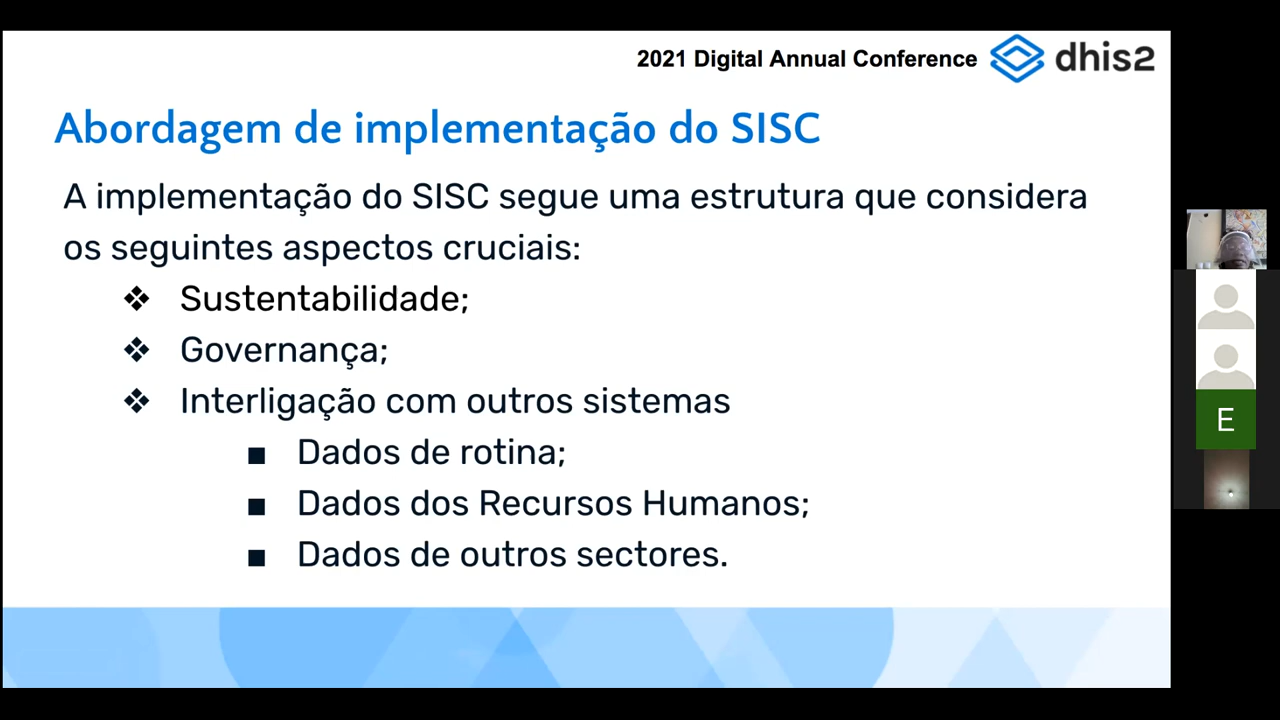 2021 Digital Annual Conference dhis2
Abordagem de implementação do SISC
A implementação do SISC segue uma estrutura que considera
os seguintes aspectos cruciais:
❖ Sustentabilidade;
❖ Governança;
❖ Interligação com outros sistemas
■ Dados de rotina;
■ Dados dos Recursos Humanos;
■ Dados de outros sectores.
E